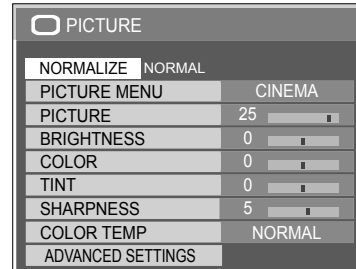 PICTURE
NORMALIZE NORMAL
PICTURE MENU CINEMA
PICTURE 25
BRIGHTNESS 0
COLOR 0
TINT 0
SHARPNESS 5
COLOR TEMP NORMAL
ADVANCED SETTINGS